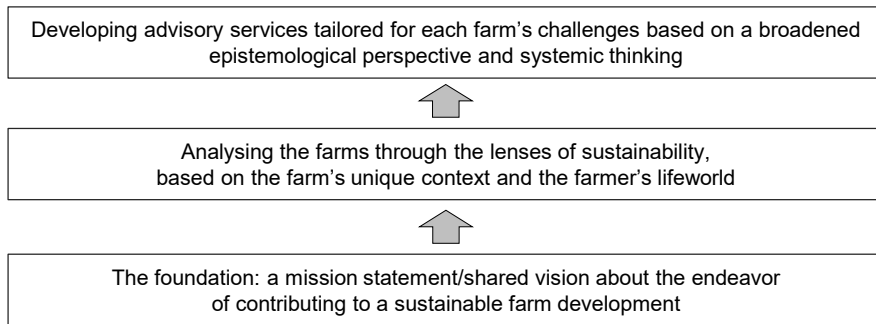 Developing advisory services tailored for each farm’s challenges based on a broadened
epistemological perspective and systemic thinking
Analysing the farms through the lenses of sustainability,
based on the farm’s unique context and the farmer’s lifeworld
The foundation: a mission statement/shared vision about the endeavor
of contributing to a sustainable farm development